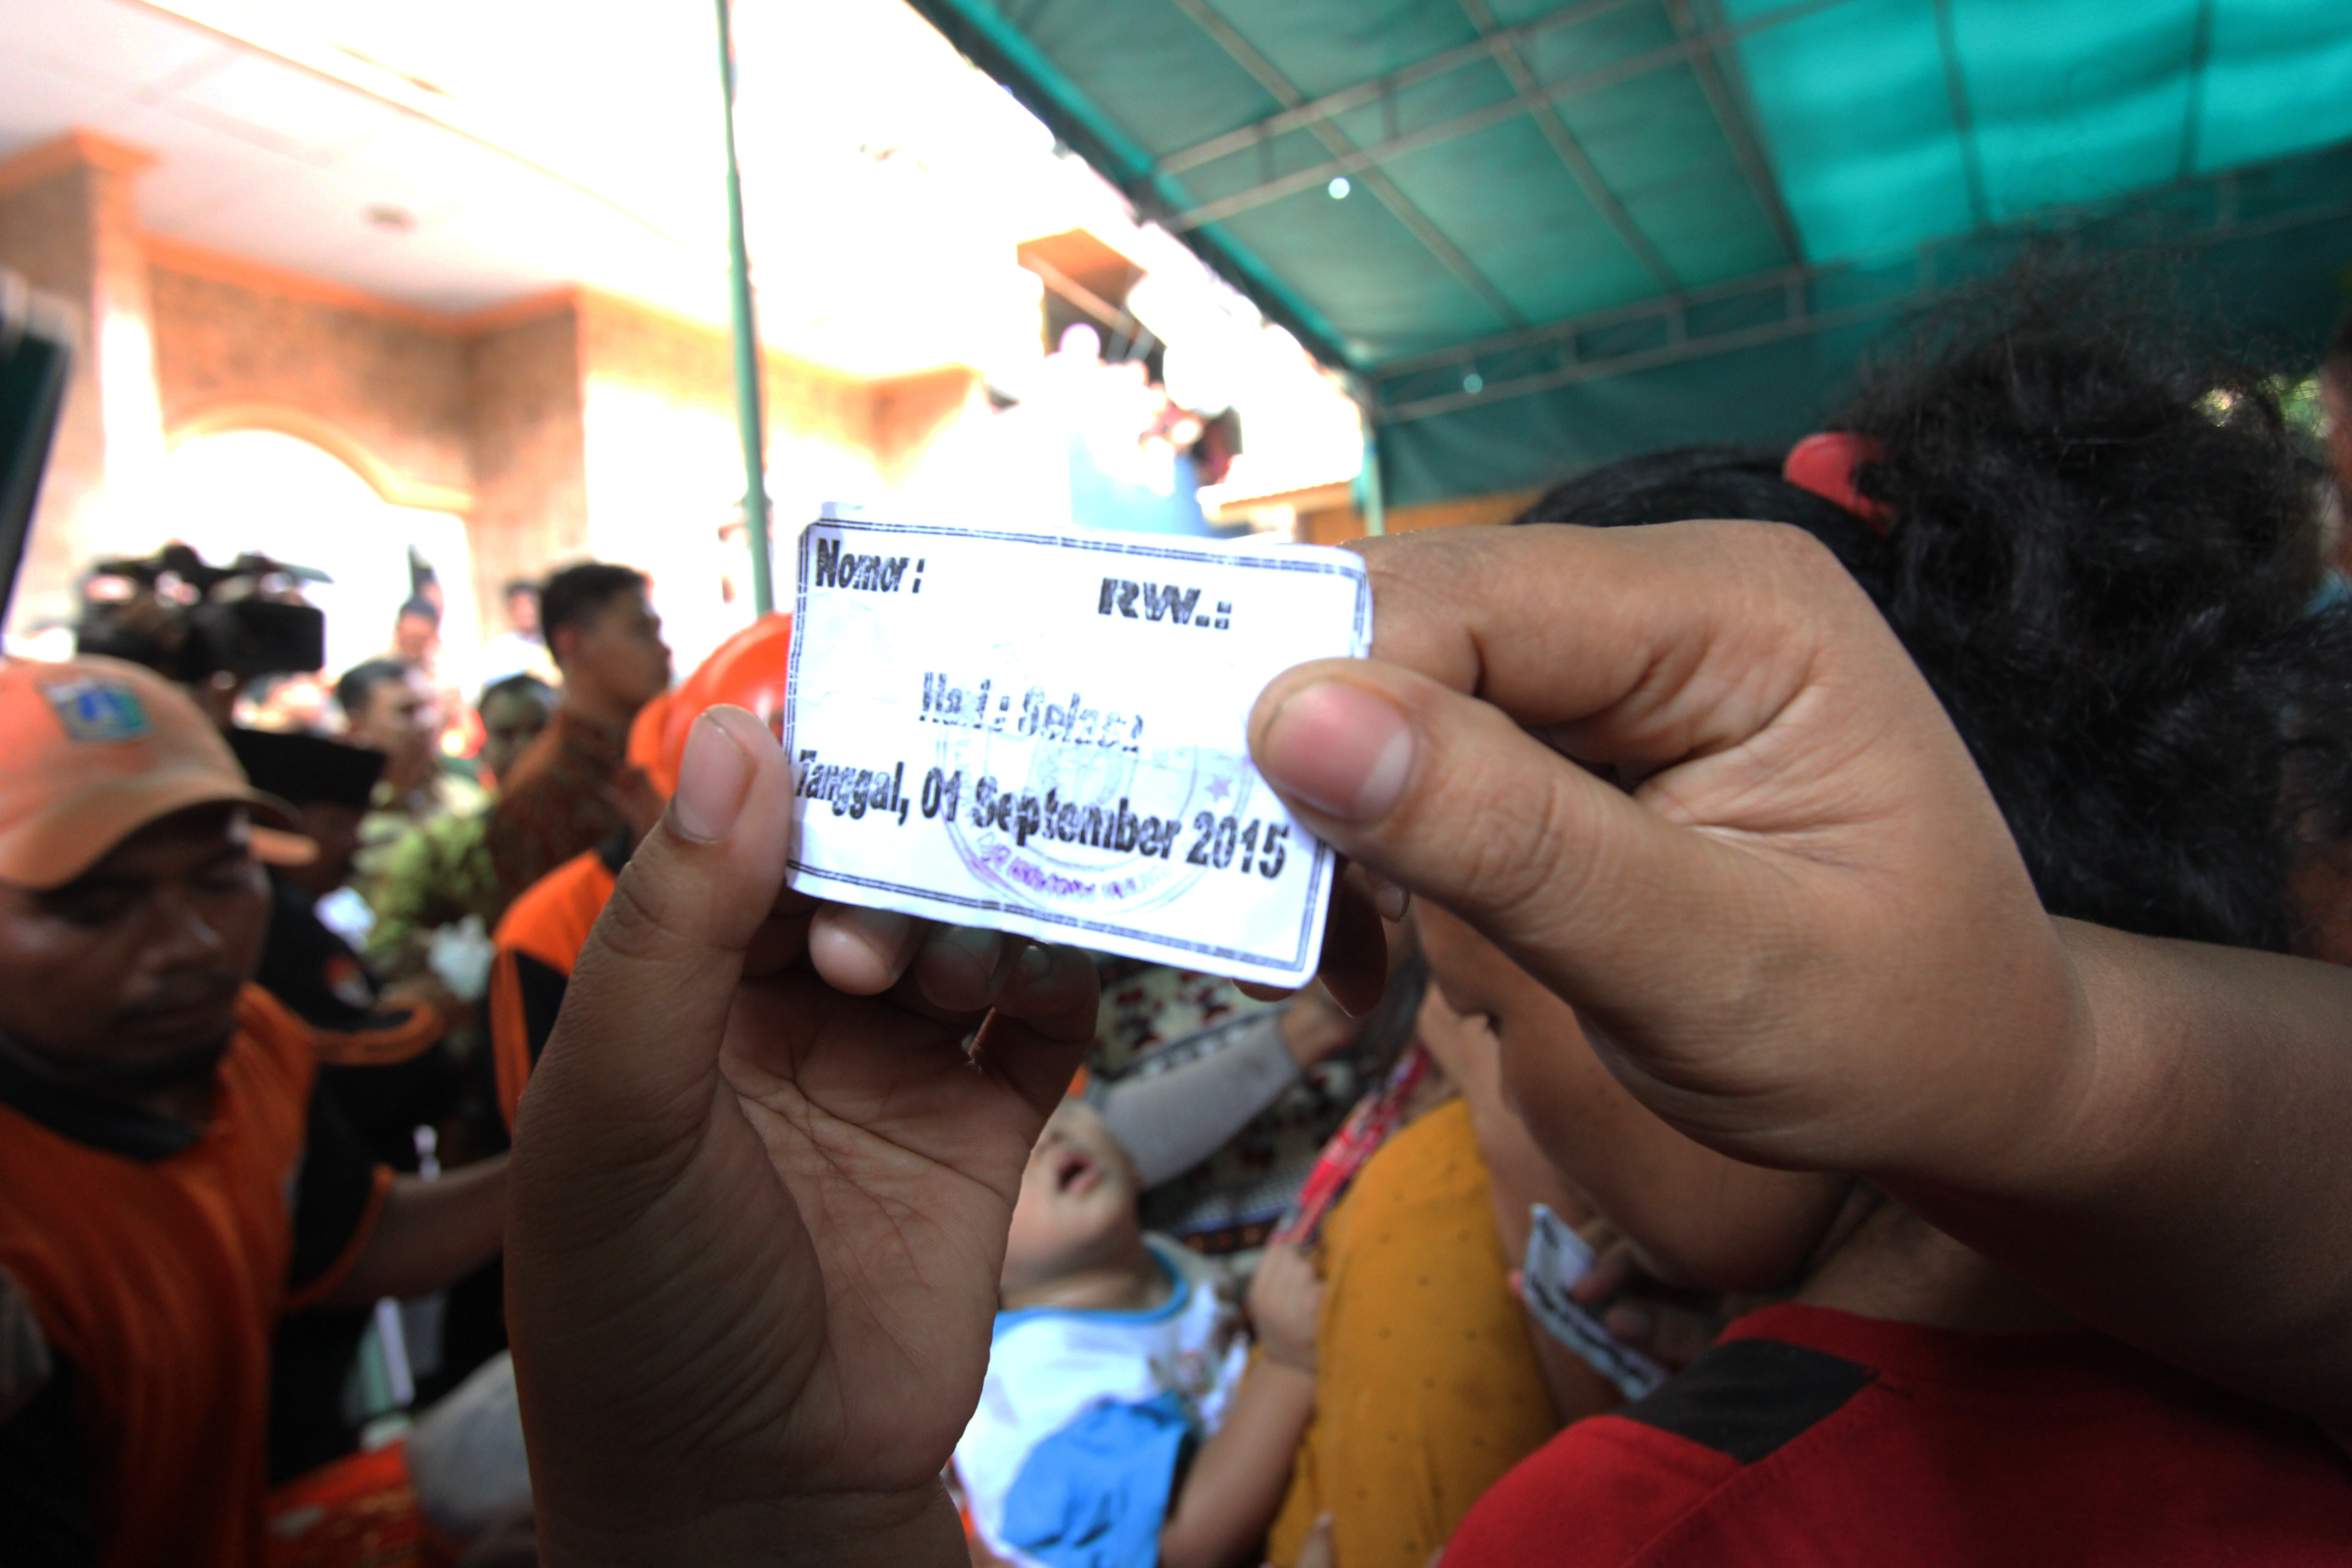 Nomor : RW.:
Hari : Selasa
Tanggal, 01 September 2015